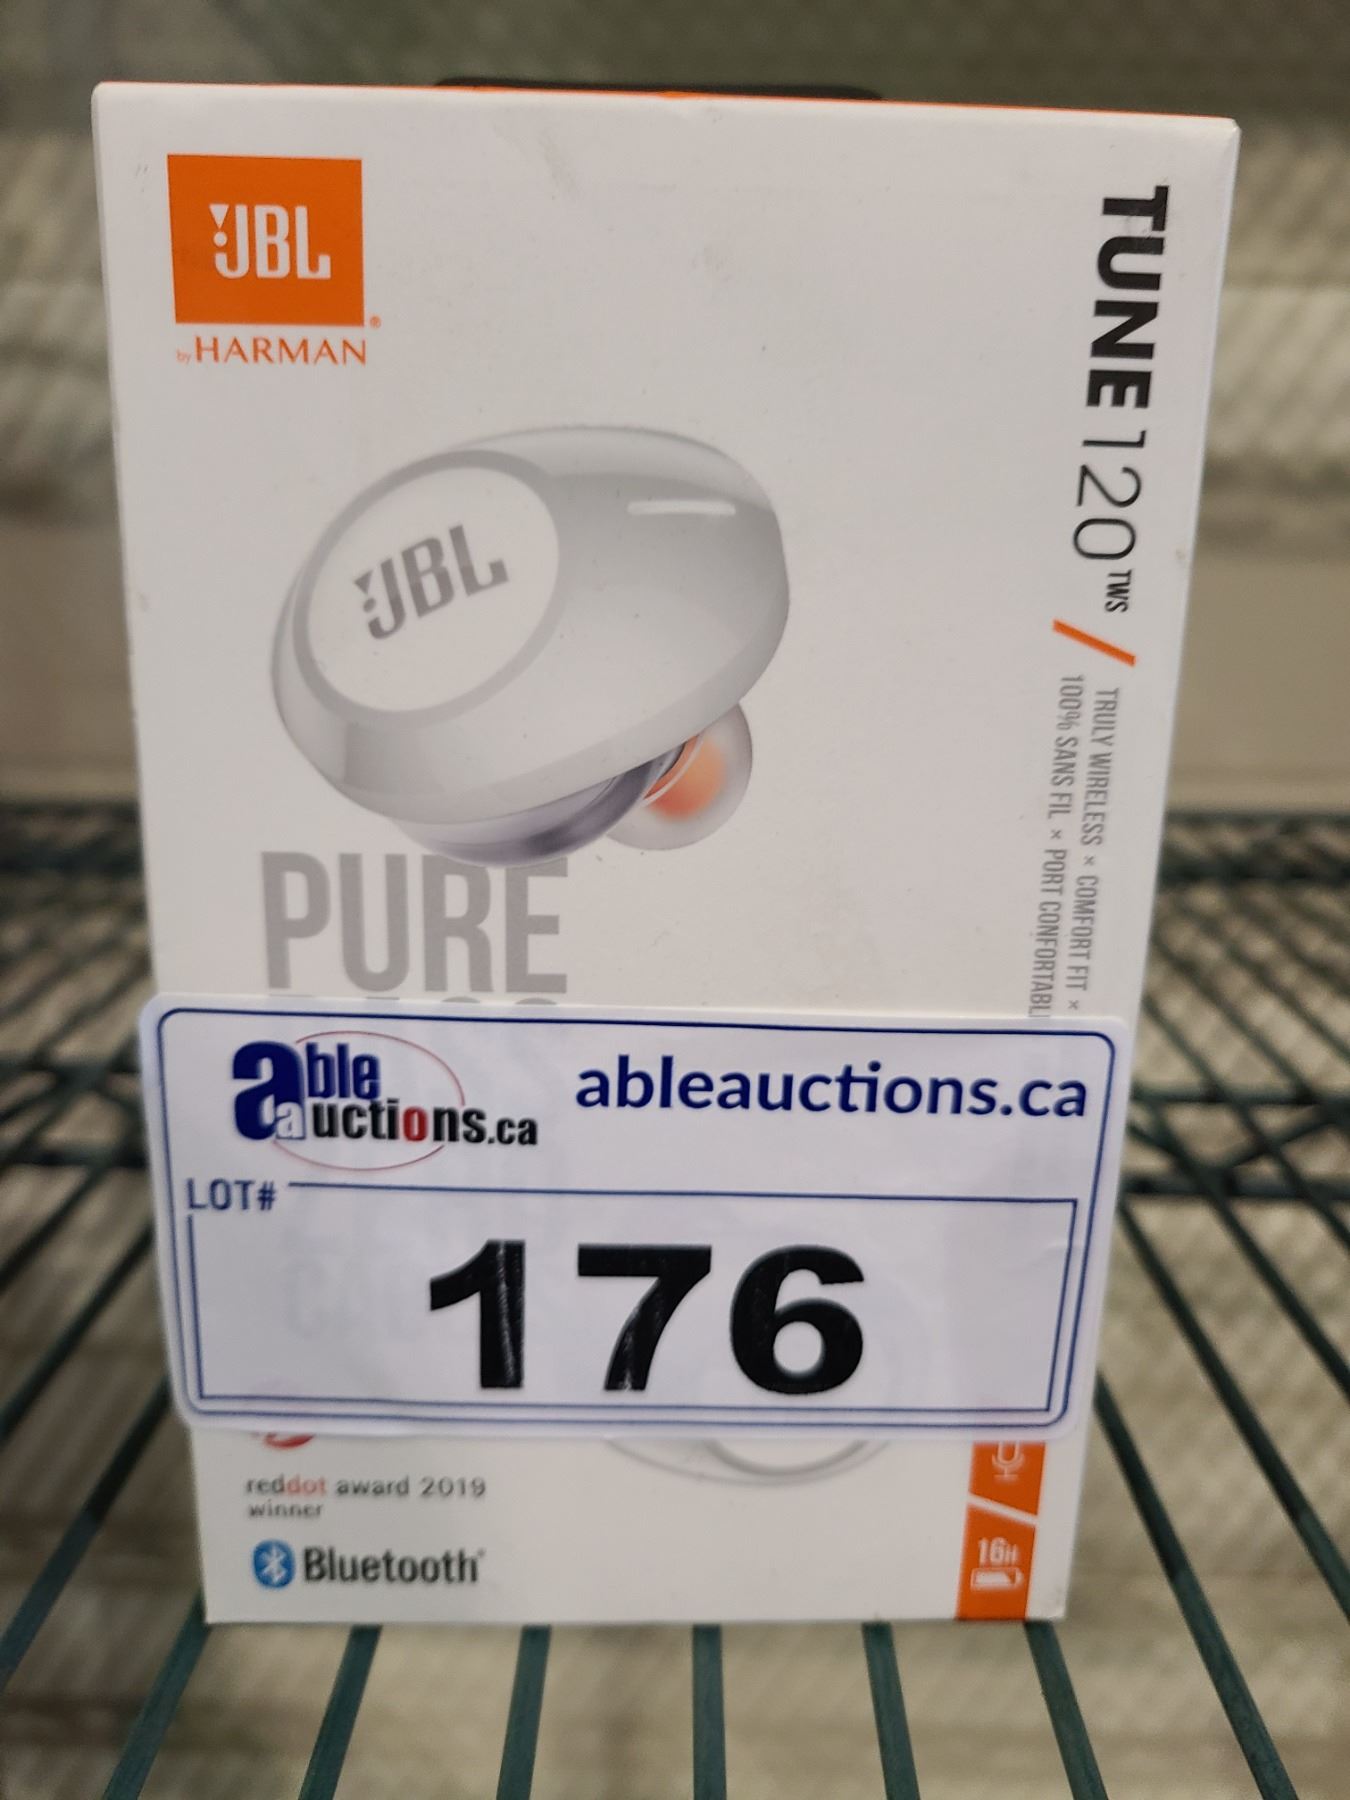 JBL
by HARMAN
TUNE 120 TWS
TRULY WIRELESS × COMFORT FIT ×
100% SANS FIL × PORT CONFORTABL
JBL
PURE
able auctions.ca
ableauctions.ca
LOT#
176
reddot award 2019
winner
Bluetooth
16H